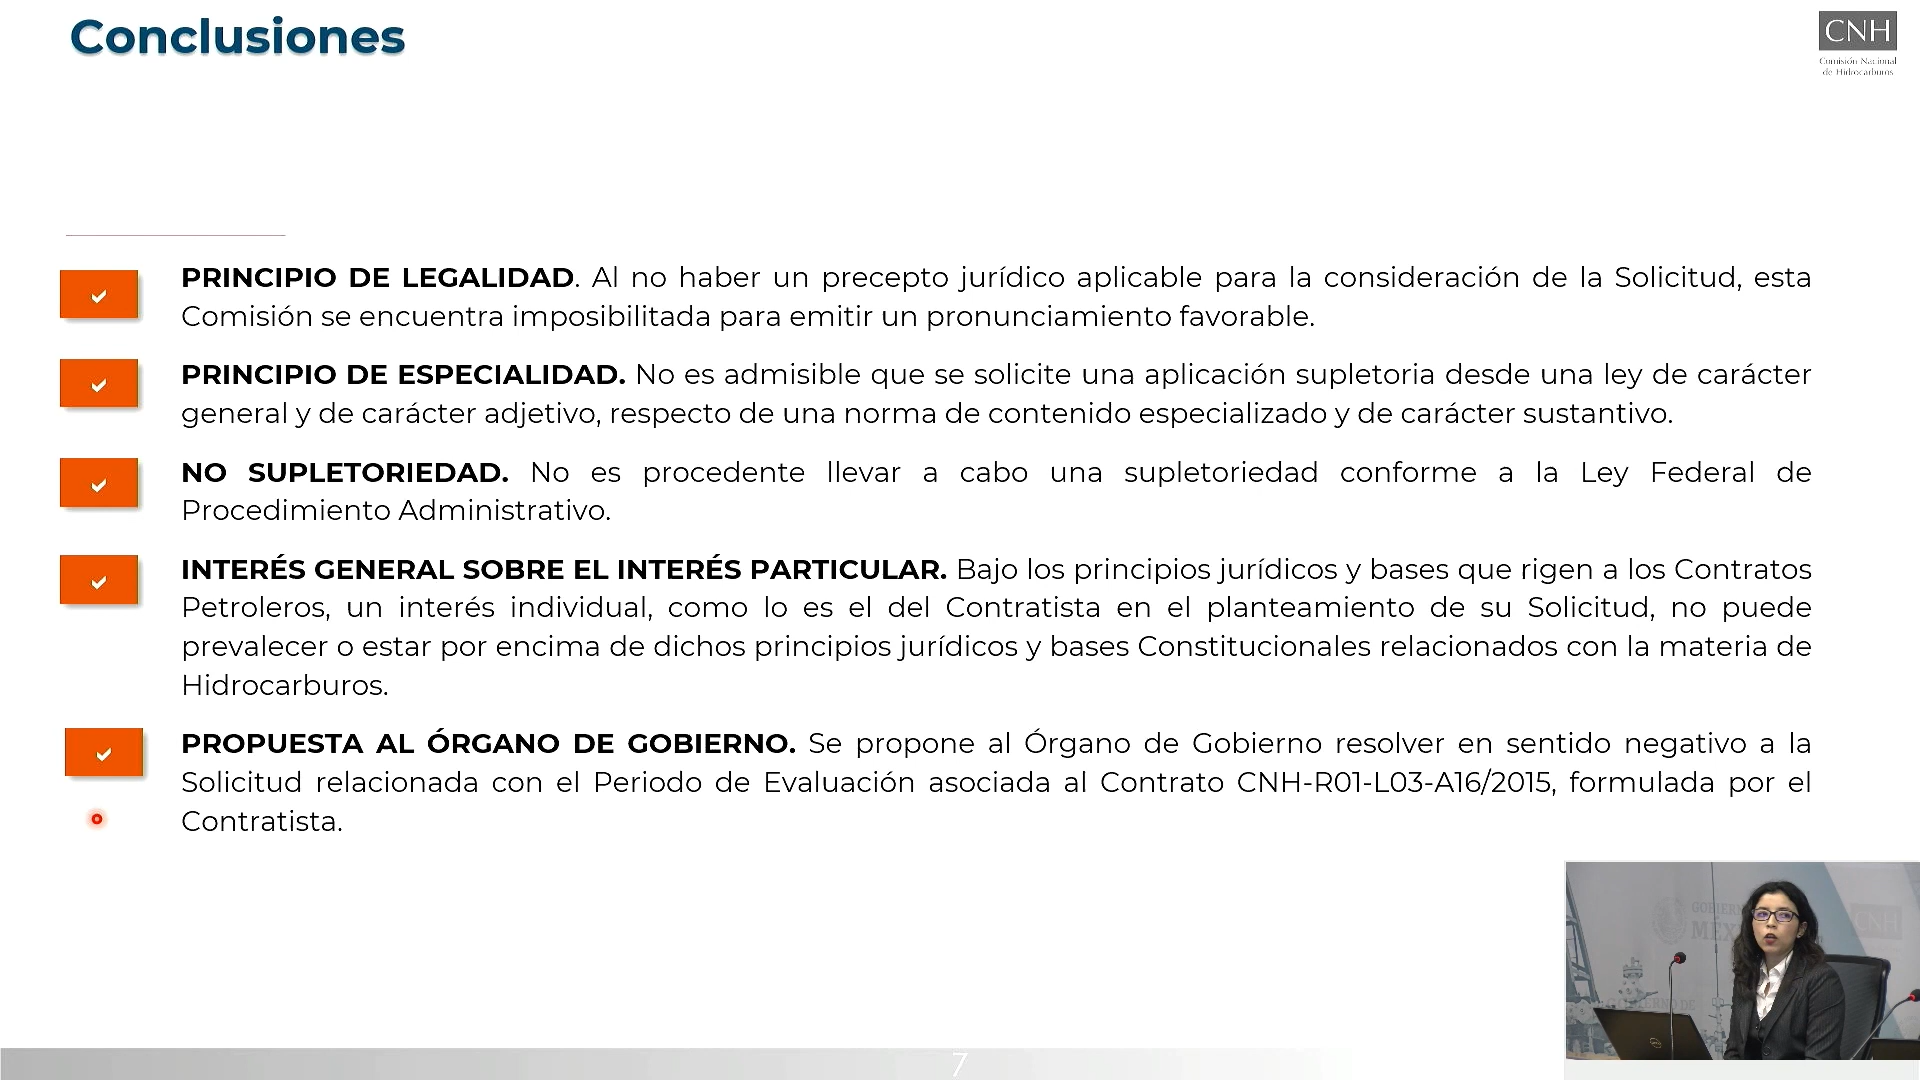 Conclusiones
CNH
Comisión Nacional
de Hidrocarburos
PRINCIPIO DE LEGALIDAD. Al no haber un precepto jurídico aplicable para la consideración de la Solicitud, esta
Comisión se encuentra imposibilitada para emitir un pronunciamiento favorable.
PRINCIPIO DE ESPECIALIDAD. No es admisible que se solicite una aplicación supletoria desde una ley de carácter
general y de carácter adjetivo, respecto de una norma de contenido especializado y de carácter sustantivo.
NO SUPLETORIEDAD. No es procedente llevar a cabo una supletoriedad conforme a la Ley Federal de
Procedimiento Administrativo.
INTERÉS GENERAL SOBRE EL INTERÉS PARTICULAR. Bajo los principios jurídicos y bases que rigen a los Contratos
Petroleros, un interés individual, como lo es el del Contratista en el planteamiento de su Solicitud, no puede
prevalecer o estar por encima de dichos principios jurídicos y bases Constitucionales relacionados con la materia de
Hidrocarburos.
PROPUESTA AL ÓRGANO DE GOBIERNO. Se propone al Órgano de Gobierno resolver en sentido negativo a la
Solicitud relacionada con el Periodo de Evaluación asociada al Contrato CNH-R01-L03-A16/2015, formulada por el
Contratista.
CNH
7